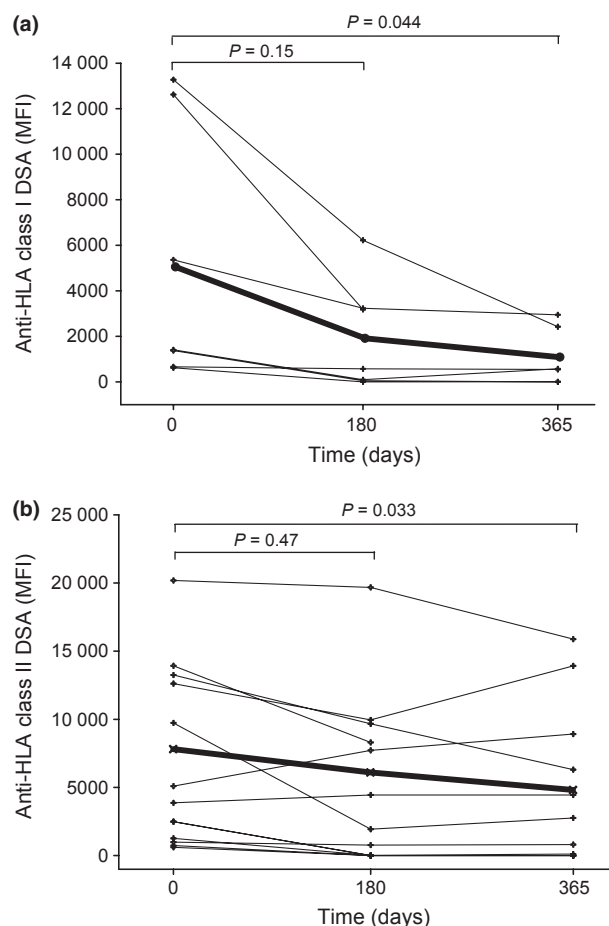 (a)
P = 0.044
P = 0.15
14 000
12 000
10 000
8000
6000
4000
2000
0
Anti-HLA class I DSA (MFI)
0 180 365
Time (days)
(b)
P = 0.033
P = 0.47
25 000
20 000
15 000
10 000
5000
0
Anti-HLA class II DSA (MFI)
0 180 365
Time (days)